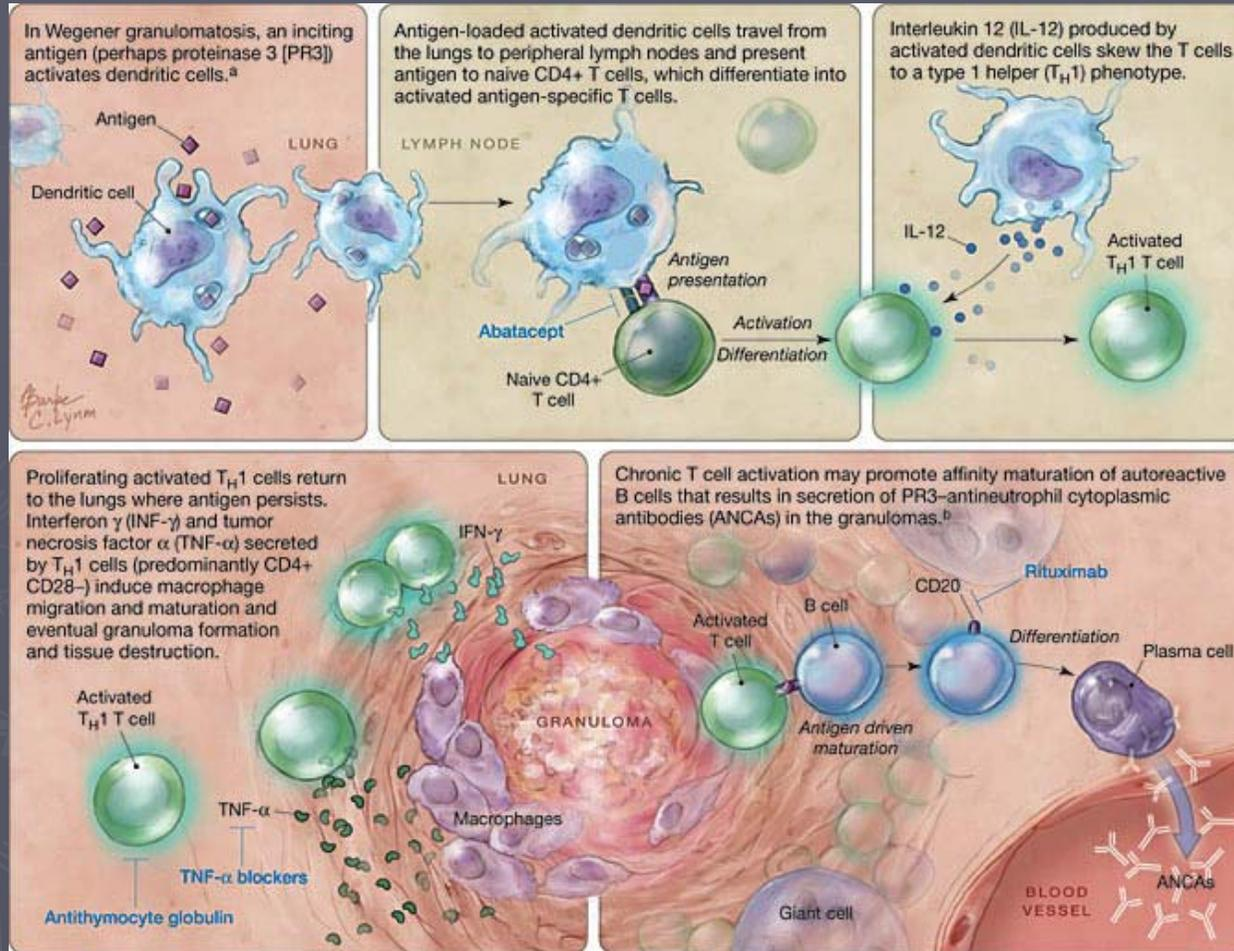 In Wegener granulomatosis, an inciting
antigen (perhaps proteinase 3 [PR3])
activates dendritic cells.a
Antigen
LUNG
Dendritic cell
Antigen-loaded activated dendritic cells travel from
the lungs to peripheral lymph nodes and present
antigen to naive CD4+ T cells, which differentiate into
activated antigen-specific T cells.
LYMPH NODE
Antigen
presentation
Abatacept
Activation
Differentiation
Naive CD4+
T cell
Interleukin 12 (IL-12) produced by
activated dendritic cells skew the T cells
to a type 1 helper (TH1) phenotype.
IL-12
Activated
TH1 T cell
Proliferating activated TH1 cells return
to the lungs where antigen persists.
Interferon γ (INF-γ) and tumor
necrosis factor α (TNF-α) secreted
by TH1 cells (predominantly CD4+
CD28–) induce macrophage
migration and maturation and
eventual granuloma formation
and tissue destruction.
LUNG
IFN-γ
Activated
TH1 T cell
GRANULOMA
TNF-α
Macrophages
TNF-α blockers
Antithymocyte globulin
Chronic T cell activation may promote affinity maturation of autoreactive
B cells that results in secretion of PR3–antineutrophil cytoplasmic
antibodies (ANCAs) in the granulomas.b
CD20
Rituximab
B cell
Activated
T cell
Differentiation
Plasma cell
Antigen driven
maturation
ANCAs
BLOOD
VESSEL
Giant cell
C. Lynm